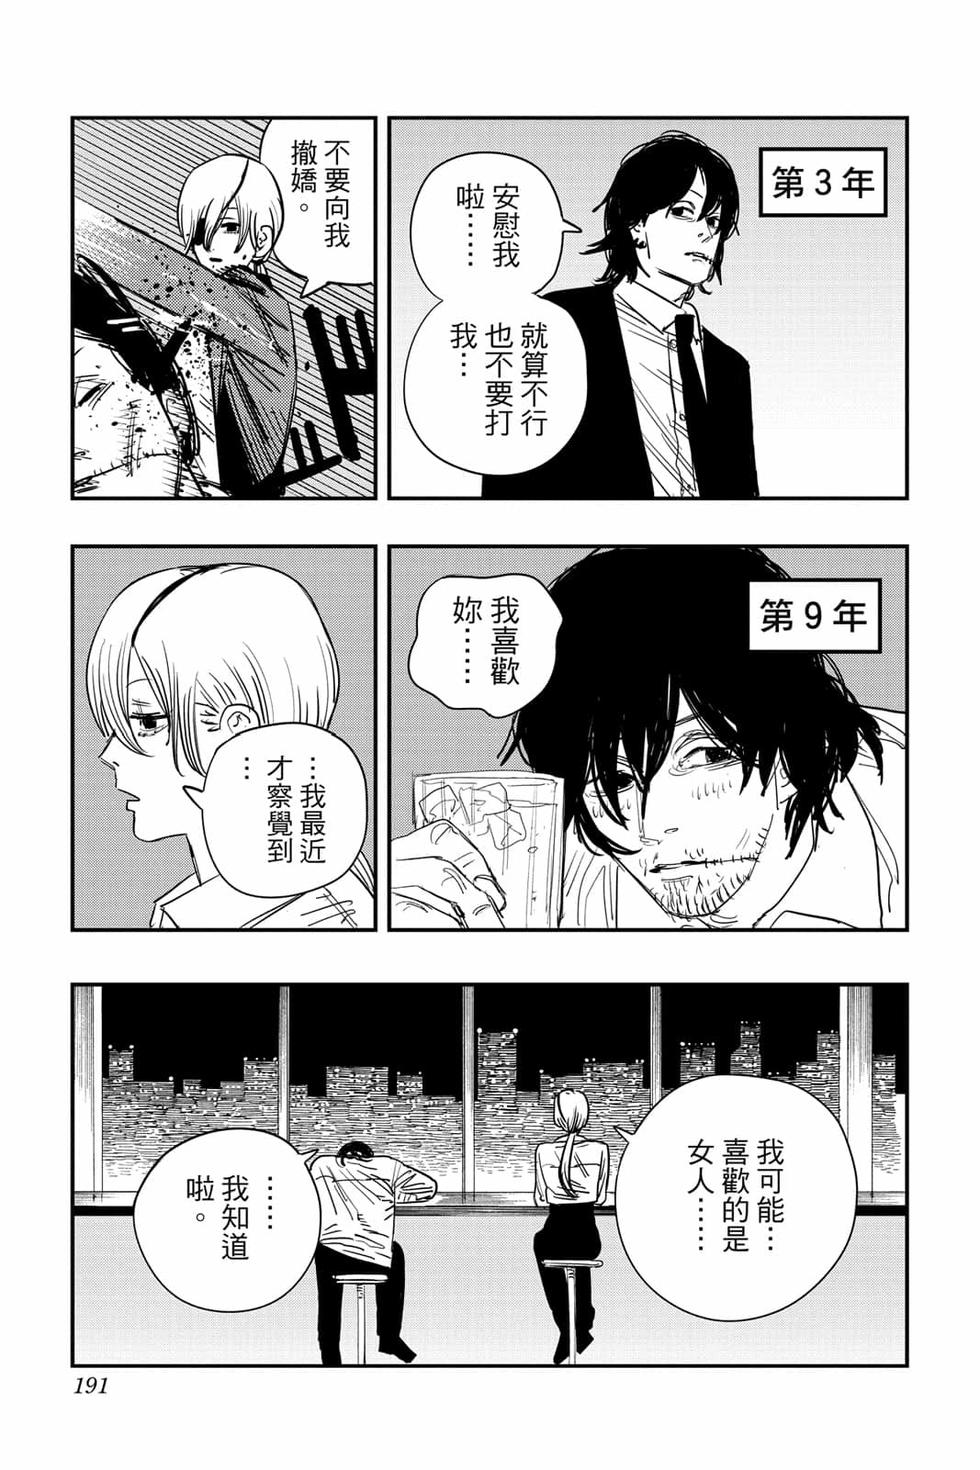 第3年
安慰我
啦……
就算不行
也不要打
我…
不要向我
撤嬌。
第9年
我喜歡
妳……
…我最近
才察覺到
…
我可能…
喜歡的是
女人……
……
我知道
啦。
191